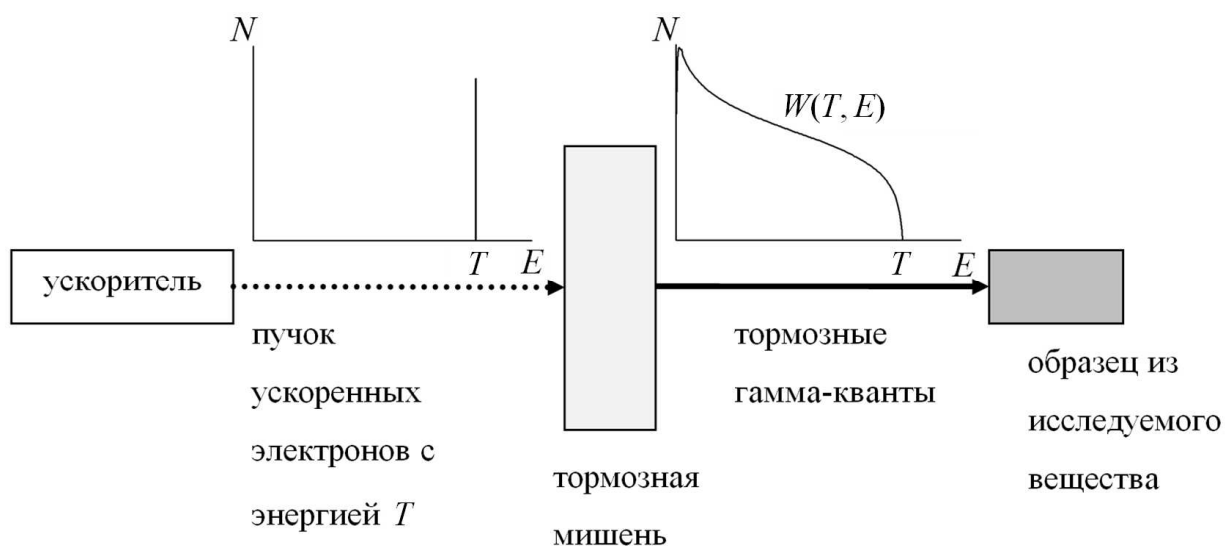 N
N
W(T, E)
T
E
T
E
ускоритель
пучок
ускоренных
электронов с
энергией T
тормозная
мишень
тормозные
гамма-кванты
образец из
исследуемого
вещества